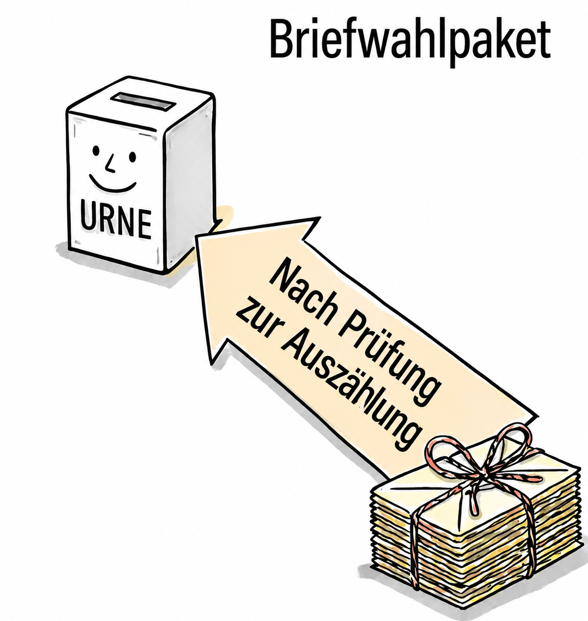 Briefwahlpaket
URNE
Nach Prüfung
zur Auszählung